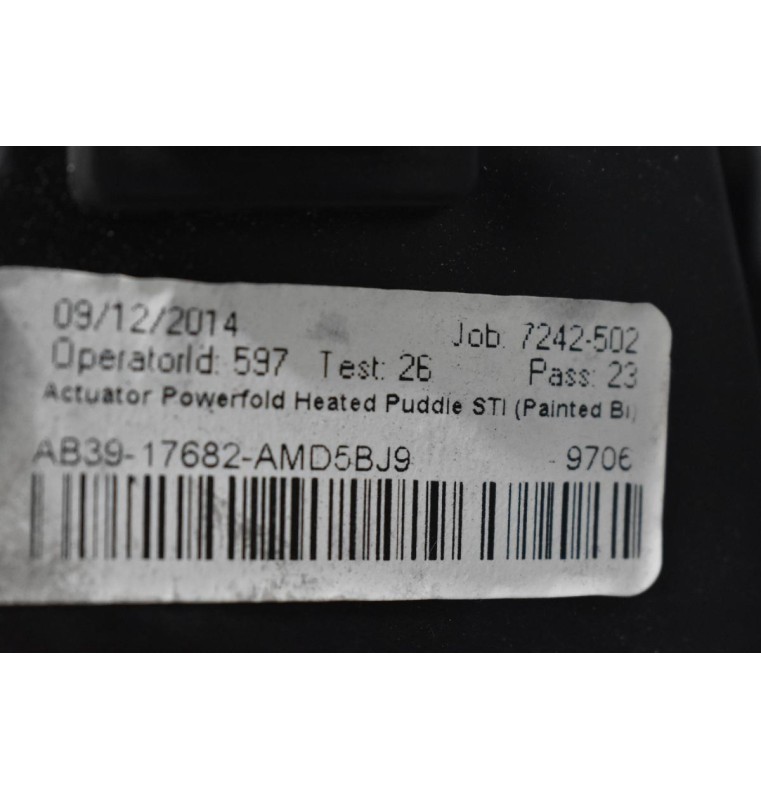 09/12/2014 Job: 7242-502
OperatorId: 597 Test: 26 Pass: 23
Actuator Powerfold Heated Puddle STI (Painted
AB39-17682-AMD5BJ9 - 9706